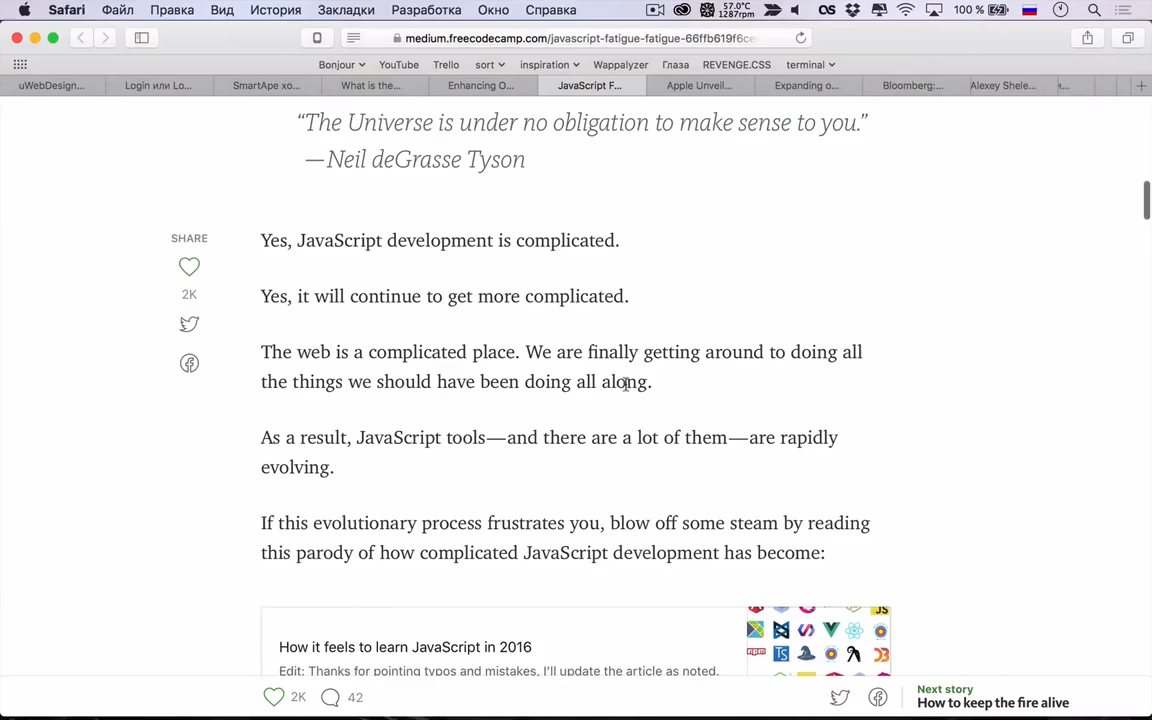 Safari Файл Правка Вид История Закладки Разработка Окно Справка 57.0°C 1287rpm 100 %
medium.freecodecamp.com/javascript-fatigue-fatigue-66ffb619f6ce
Bonjour YouTube Trello sort inspiration Wappalyzer Глаза REVENGE.CSS terminal
uWebDesign... Login или Lo... SmartApe хо... What is the... Enhancing O... JavaScript F... Apple Unveil... Expanding o... Bloomberg:... Alexey Shele...
“The Universe is under no obligation to make sense to you.”
—Neil deGrasse Tyson
SHARE
2K
Yes, JavaScript development is complicated.
Yes, it will continue to get more complicated.
The web is a complicated place. We are finally getting around to doing all
the things we should have been doing all along.
As a result, JavaScript tools—and there are a lot of them—are rapidly
evolving.
If this evolutionary process frustrates you, blow off some steam by reading
this parody of how complicated JavaScript development has become:
How it feels to learn JavaScript in 2016
Edit: Thanks for pointing typos and mistakes, I’ll update the article as noted.
JS
npm TS
2K 42
Next story
How to keep the fire alive